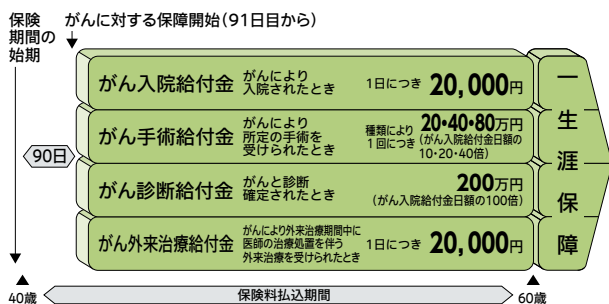 保険
期間の
始期
がんに対する保障開始(91日目から)
がん入院給付金
がんにより
入院されたとき
1日につき 20,000円
がん手術給付金
がんにより
所定の手術を
受けられたとき
種類により
1回につき
20・40・80万円
(がん入院給付金日額の
10・20・40倍)
90日
がん診断給付金
がんと診断
確定されたとき
200万円
(がん入院給付金日額の100倍)
がん外来治療給付金
がんにより外来治療期間中に
医師の治療処置を伴う
外来治療を受けられたとき
1日につき 20,000円
一生涯保障
40歳
保険料払込期間
60歳